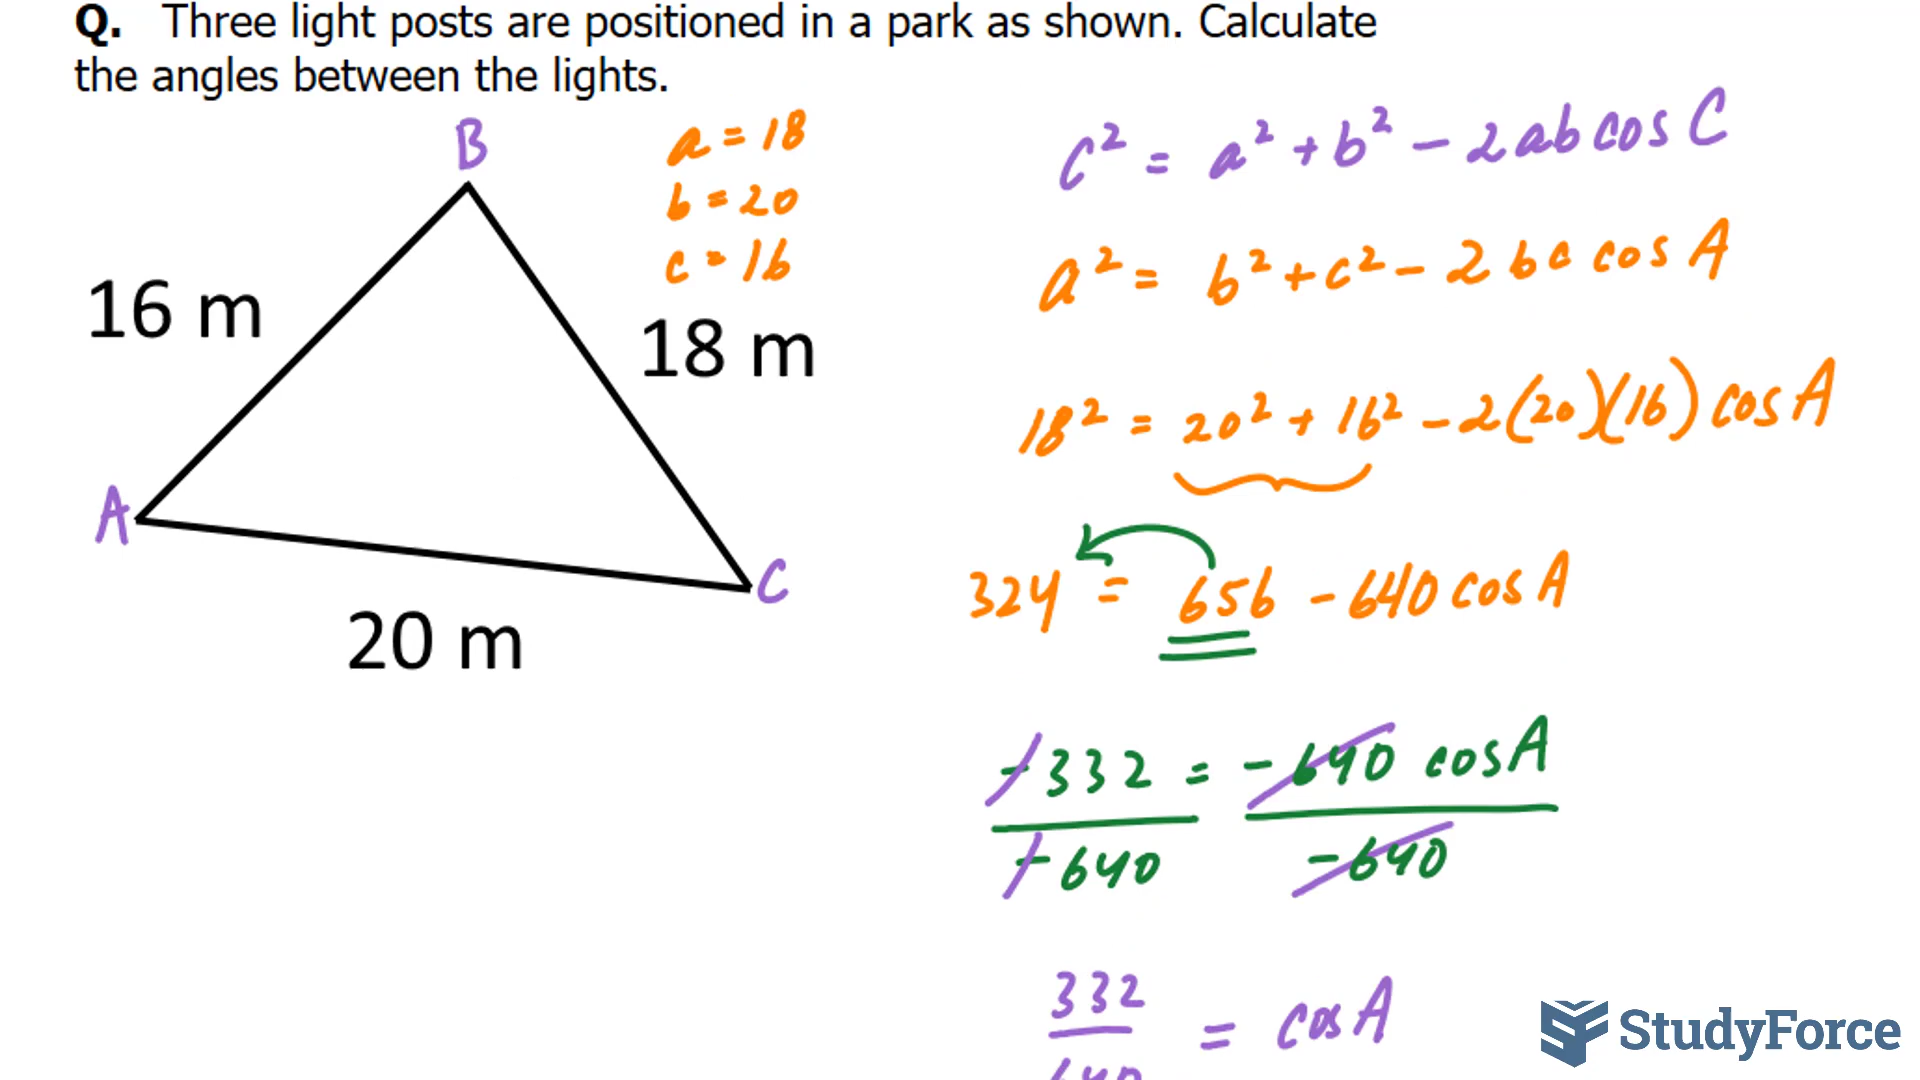 Q. Three light posts are positioned in a park as shown. Calculate
the angles between the lights.
B
a = 18
b = 20
c = 16
16 m
18 m
A
C
20 m
c² = a² + b² - 2ab cos C
a² = b² + c² - 2bc cos A
18² = 20² + 16² - 2(20)(16) cos A
324 = 656 - 640 cos A
-332 = -640 cos A
-640 -640
332
= cos A
640
StudyForce